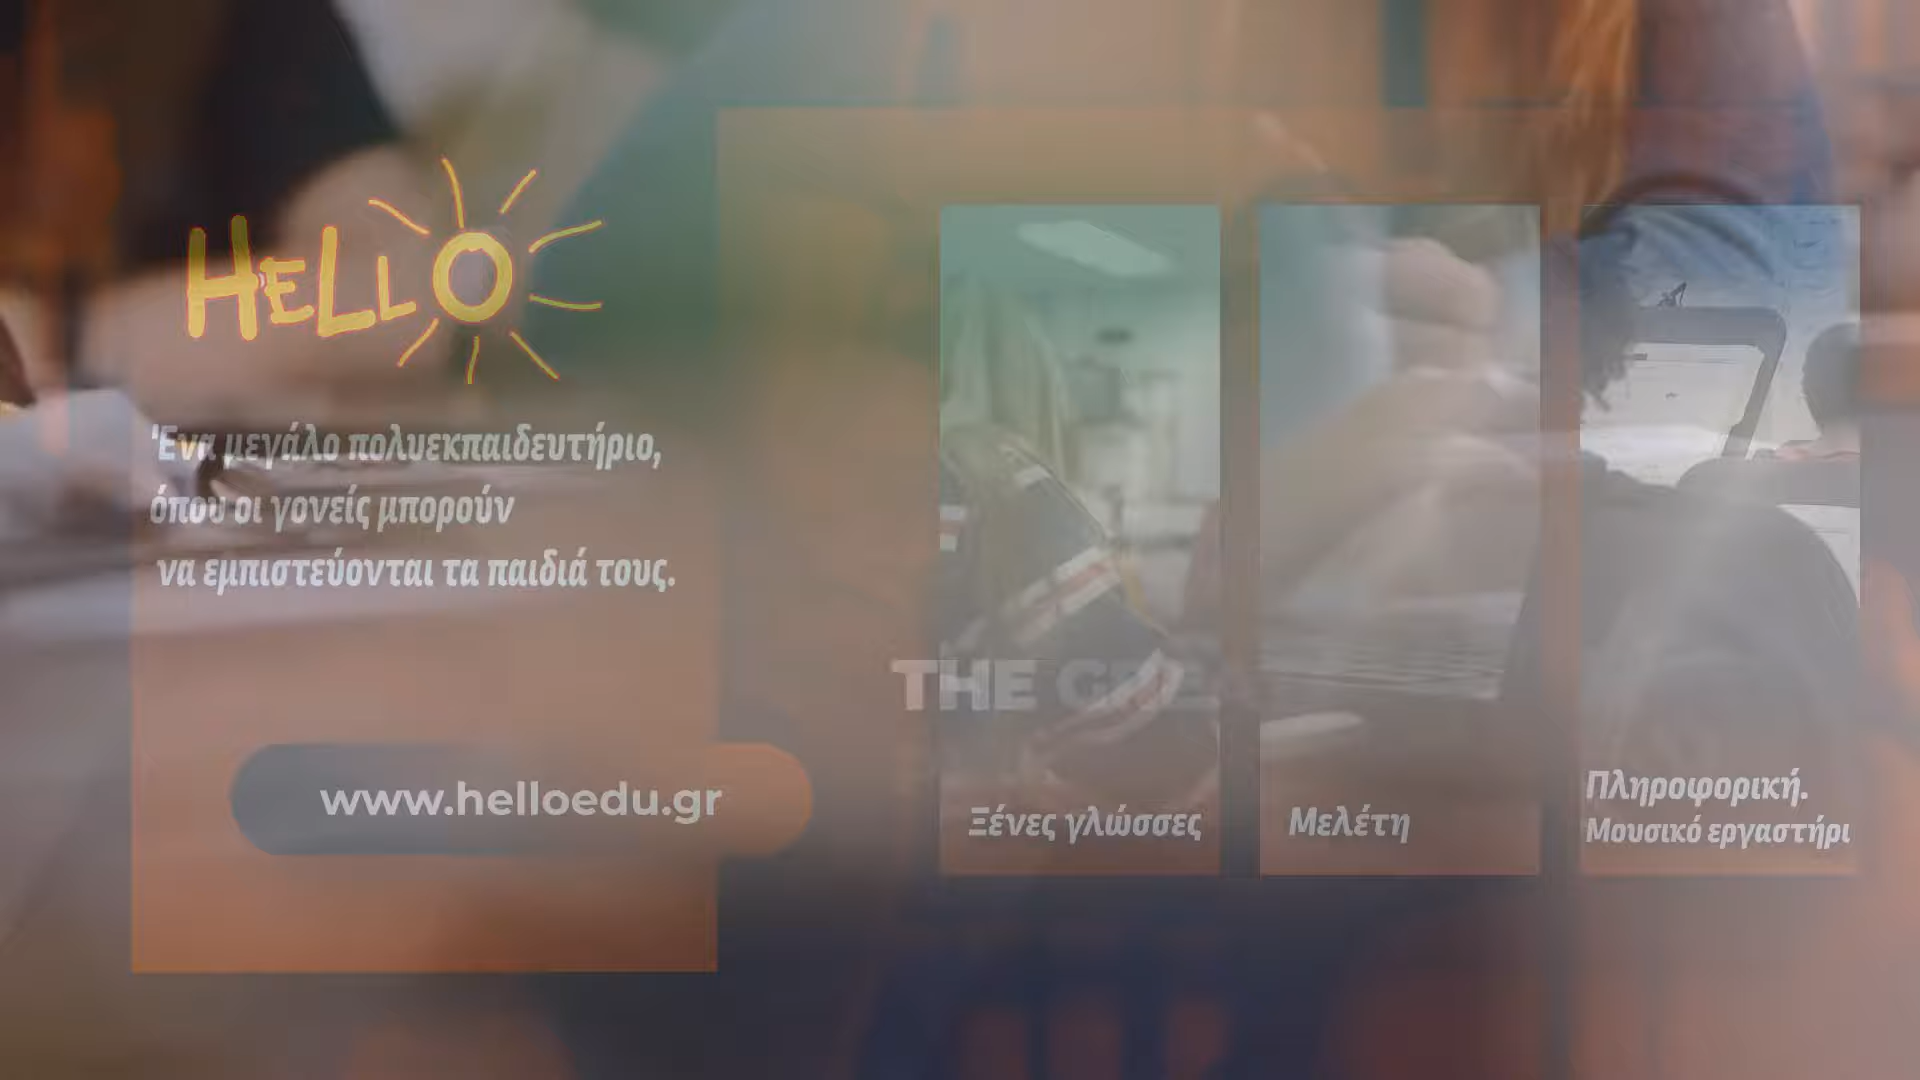 HELLO
Ένα μεγάλο πολυεκπαιδευτήριο,
όπου οι γονείς μπορούν
να εμπιστεύονται τα παιδιά τους.
www.helloedu.gr
THE
Ξένες γλώσσες
Μελέτη
Πληροφορική.
Μουσικό εργαστήρι